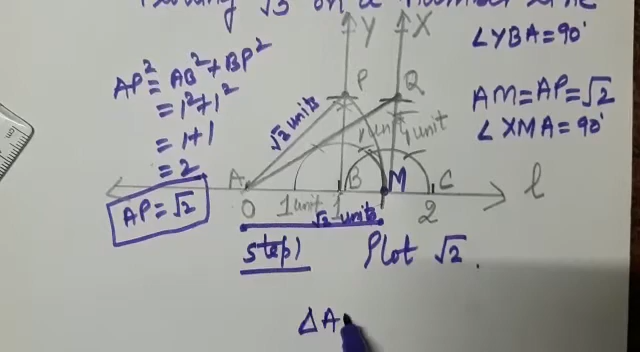 √3 on a number line
Y X
∠YBA = 90°
AP² = AB² + BP²
= 1² + 1²
= 1 + 1
= 2
AP = √2
P Q
√2 units
1 unit 1 unit
AM = AP = √2
∠XMA = 90°
A B M C l
0 1 unit 1 2
√2 units
Step 1 Plot √2.
△A